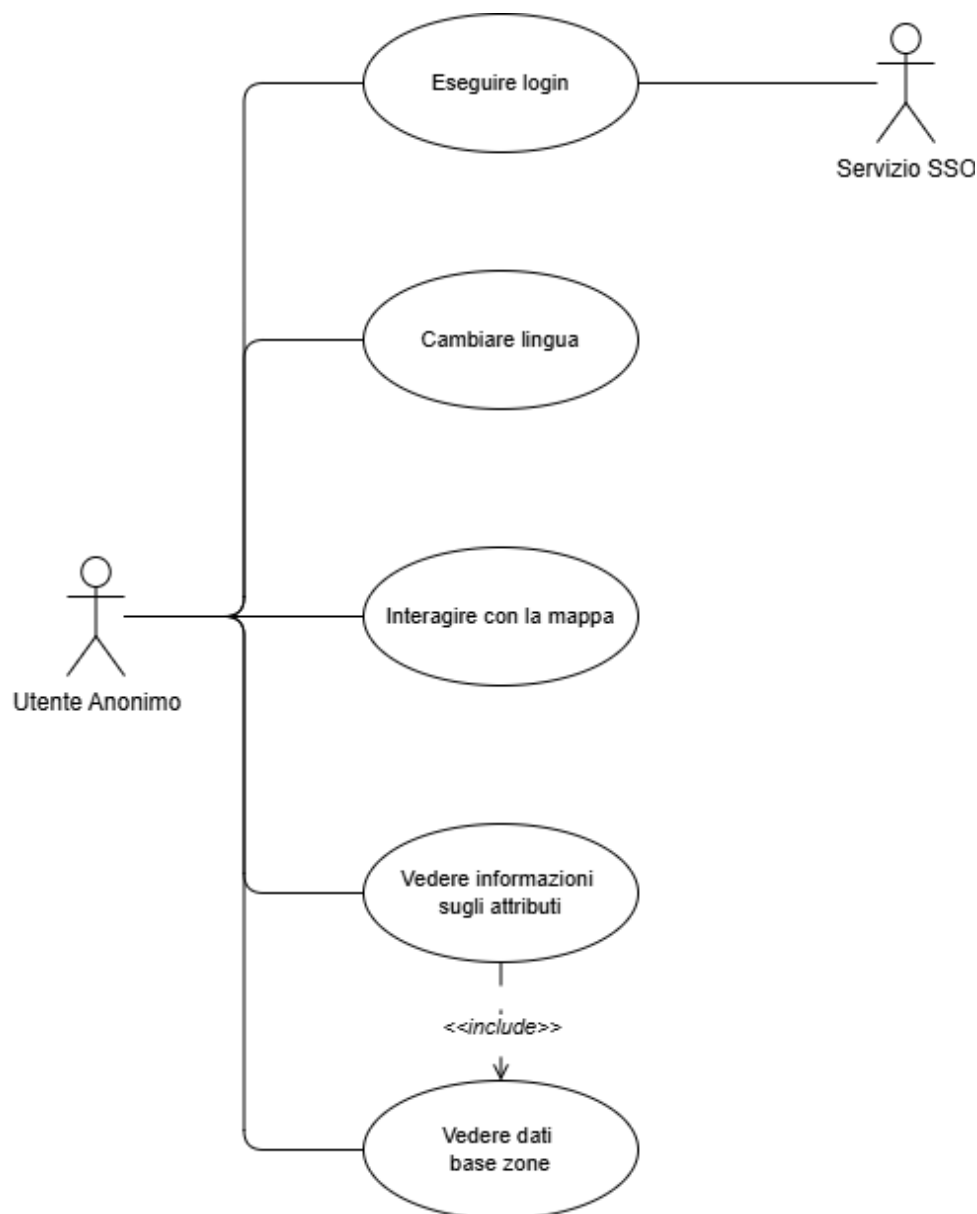 Eseguire login
Servizio SSO
Cambiare lingua
Interagire con la mappa
Utente Anonimo
Vedere informazioni
sugli attributi
<<include>>
Vedere dati
base zone